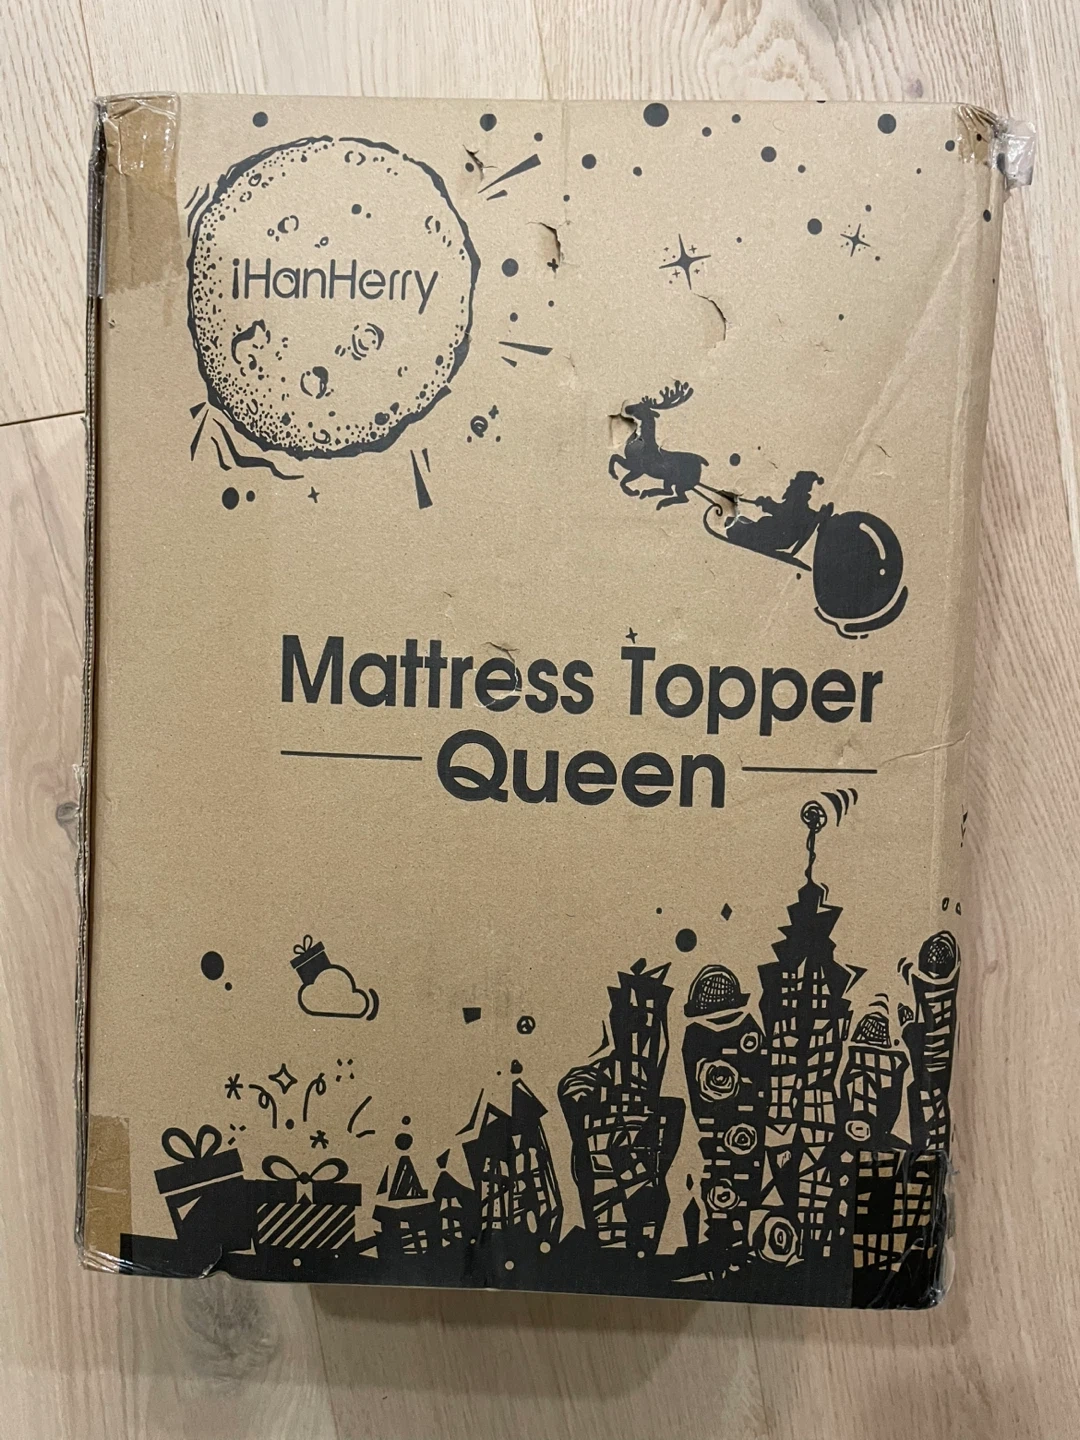 iHanHerry
Mattress Topper
Queen